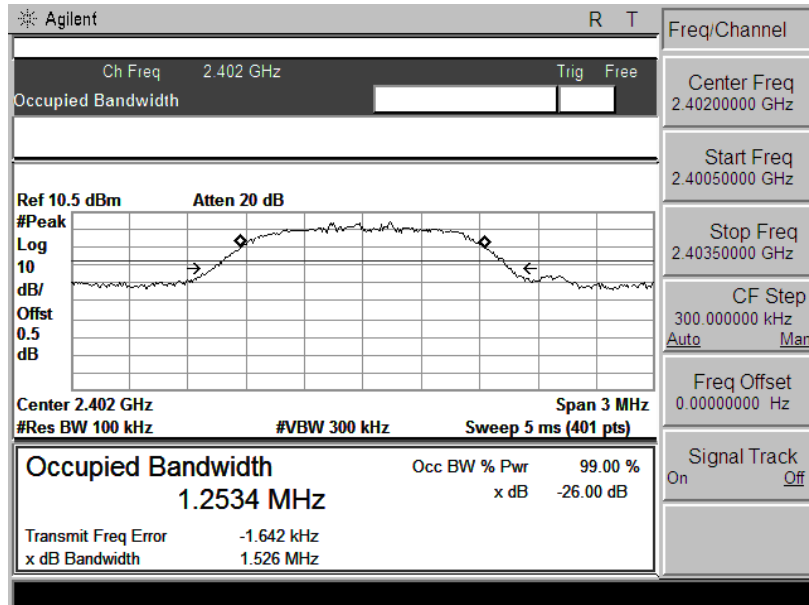 Agilent R T
Ch Freq 2.402 GHz Trig Free
Occupied Bandwidth
Ref 10.5 dBm Atten 20 dB
#Peak
Log
10
dB/
Offset
0.5
dB
Center 2.402 GHz Span 3 MHz
#Res BW 100 kHz #VBW 300 kHz Sweep 5 ms (401 pts)
Occupied Bandwidth
1.2534 MHz
Occ BW % Pwr 99.00 %
x dB -26.00 dB
Transmit Freq Error -1.642 kHz
x dB Bandwidth 1.526 MHz
Freq/Channel
Center Freq
2.40200000 GHz
Start Freq
2.40050000 GHz
Stop Freq
2.40350000 GHz
CF Step
300.000000 kHz
Auto Man
Freq Offset
0.00000000 Hz
Signal Track
On Off